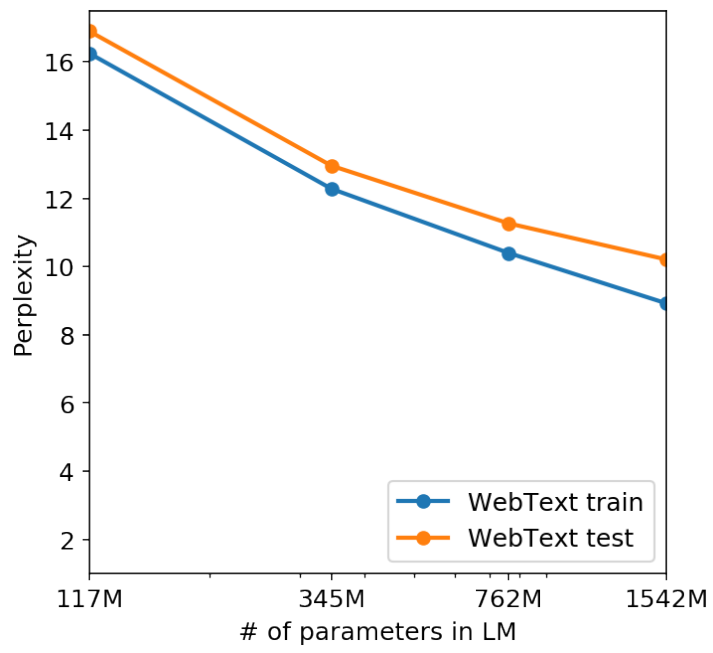 Perplexity
16
14
12
10
8
6
4
2
WebText train
WebText test
117M 345M 762M 1542M
# of parameters in LM